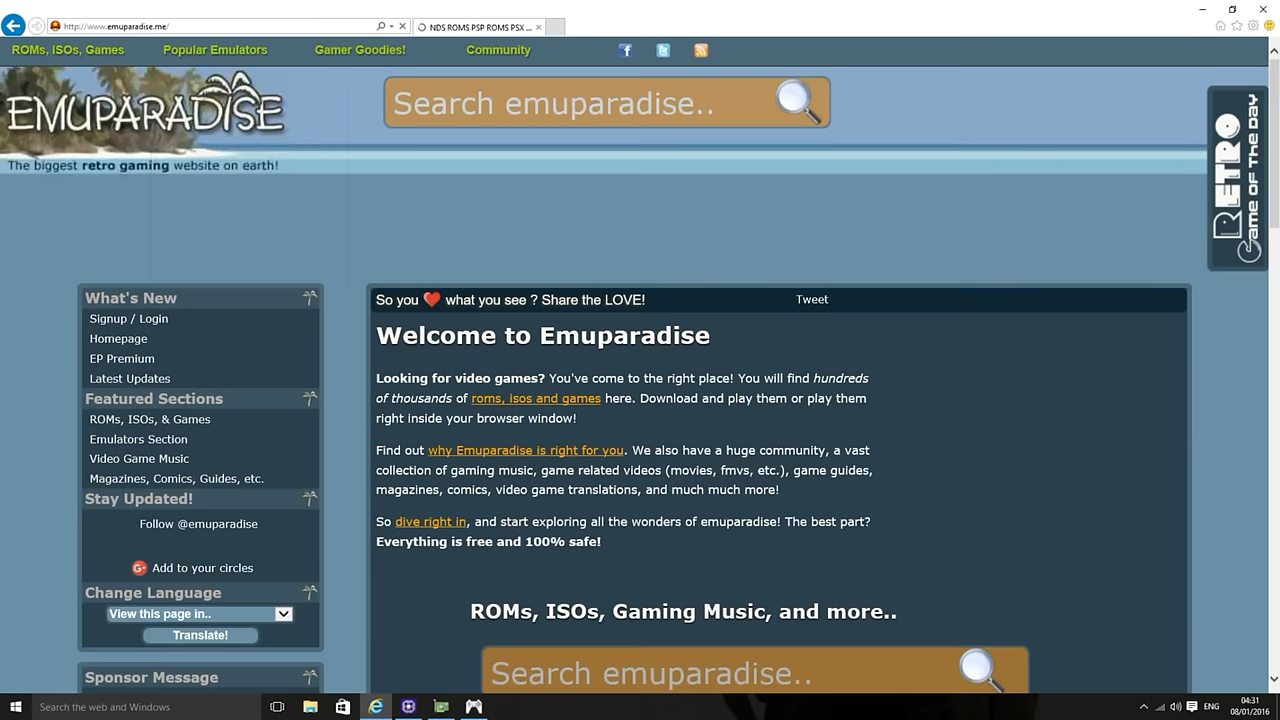 http://www.emuparadise.me/
NDS ROMS PSP ROMS PSX ...
ROMs, ISOs, Games
Popular Emulators
Gamer Goodies!
Community
EMUPARADISE
The biggest retro gaming website on earth!
Search emuparadise..
RETRO
Game OF THE DAY
What's New
Signup / Login
Homepage
EP Premium
Latest Updates
Featured Sections
ROMs, ISOs, & Games
Emulators Section
Video Game Music
Magazines, Comics, Guides, etc.
Stay Updated!
Follow @emuparadise
Add to your circles
Change Language
View this page in..
Translate!
Sponsor Message
So you ❤ what you see ? Share the LOVE!
Tweet
Welcome to Emuparadise
Looking for video games? You've come to the right place! You will find hundreds
of thousands of roms, isos and games here. Download and play them or play them
right inside your browser window!
Find out why Emuparadise is right for you. We also have a huge community, a vast
collection of gaming music, game related videos (movies, fmvs, etc.), game guides,
magazines, comics, video game translations, and much much more!
So dive right in, and start exploring all the wonders of emuparadise! The best part?
Everything is free and 100% safe!
ROMs, ISOs, Gaming Music, and more..
Search emuparadise..
Search the web and Windows
ENG
04:31
08/01/2016